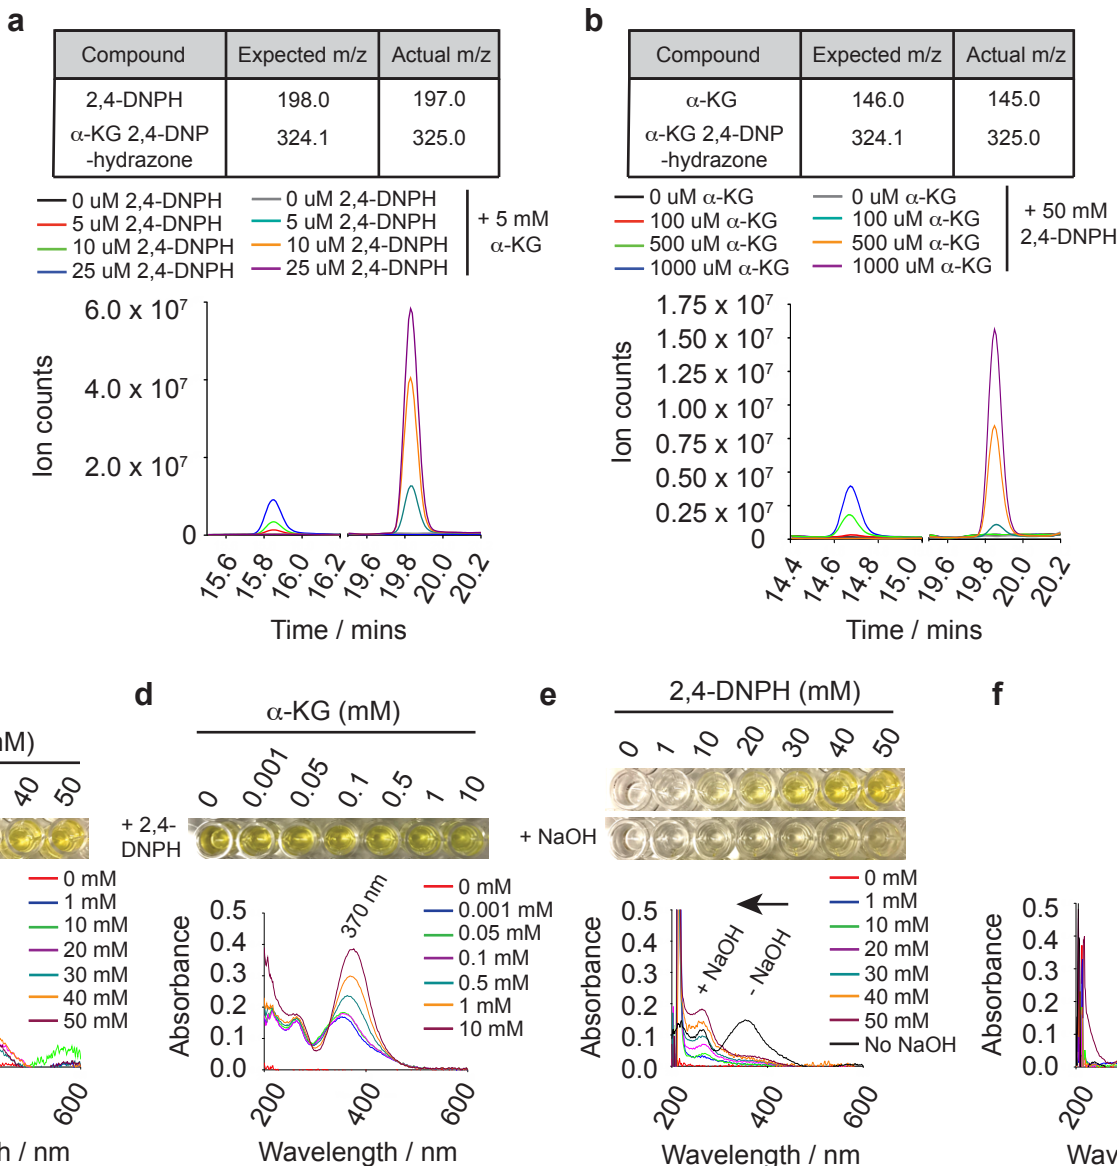 a
Compound Expected m/z Actual m/z
2,4-DNPH 198.0 197.0
α-KG 2,4-DNP 324.1 325.0
-hydrazone
0 uM 2,4-DNPH 0 uM 2,4-DNPH
5 uM 2,4-DNPH 5 uM 2,4-DNPH
10 uM 2,4-DNPH 10 uM 2,4-DNPH
25 uM 2,4-DNPH 25 uM 2,4-DNPH
+ 5 mM
α-KG
Ion counts
6.0 x 10⁷
4.0 x 10⁷
2.0 x 10⁷
0
15.6 15.8 16.0 16.2 19.6 19.8 20.0 20.2
Time / mins
b
Compound Expected m/z Actual m/z
α-KG 146.0 145.0
α-KG 2,4-DNP 324.1 325.0
-hydrazone
0 uM α-KG 0 uM α-KG
100 uM α-KG 100 uM α-KG
500 uM α-KG 500 uM α-KG
1000 uM α-KG 1000 uM α-KG
+ 50 mM
2,4-DNPH
Ion counts
1.75 x 10⁷
1.50 x 10⁷
1.25 x 10⁷
1.00 x 10⁷
0.75 x 10⁷
0.50 x 10⁷
0.25 x 10⁷
0
14.4 14.6 14.8 15.0 19.6 19.8 20.0 20.2
Time / mins
M)
40 50
0 mM
1 mM
10 mM
20 mM
30 mM
40 mM
50 mM
600
h / nm
d
α-KG (mM)
0 0.001 0.05 0.1 0.5 1 10
+ 2,4-
DNPH
370 nm
0 mM
0.001 mM
0.05 mM
0.1 mM
0.5 mM
1 mM
10 mM
Absorbance
0.5
0.4
0.3
0.2
0.1
0.0
200 400 600
Wavelength / nm
e
2,4-DNPH (mM)
0 1 10 20 30 40 50
+ NaOH
+ NaOH
- NaOH
0 mM
1 mM
10 mM
20 mM
30 mM
40 mM
50 mM
No NaOH
Absorbance
0.5
0.4
0.3
0.2
0.1
0.0
200 400 600
Wavelength / nm
f
Absorbance
0.5
0.4
0.3
0.2
0.1
0.0
200
Wav